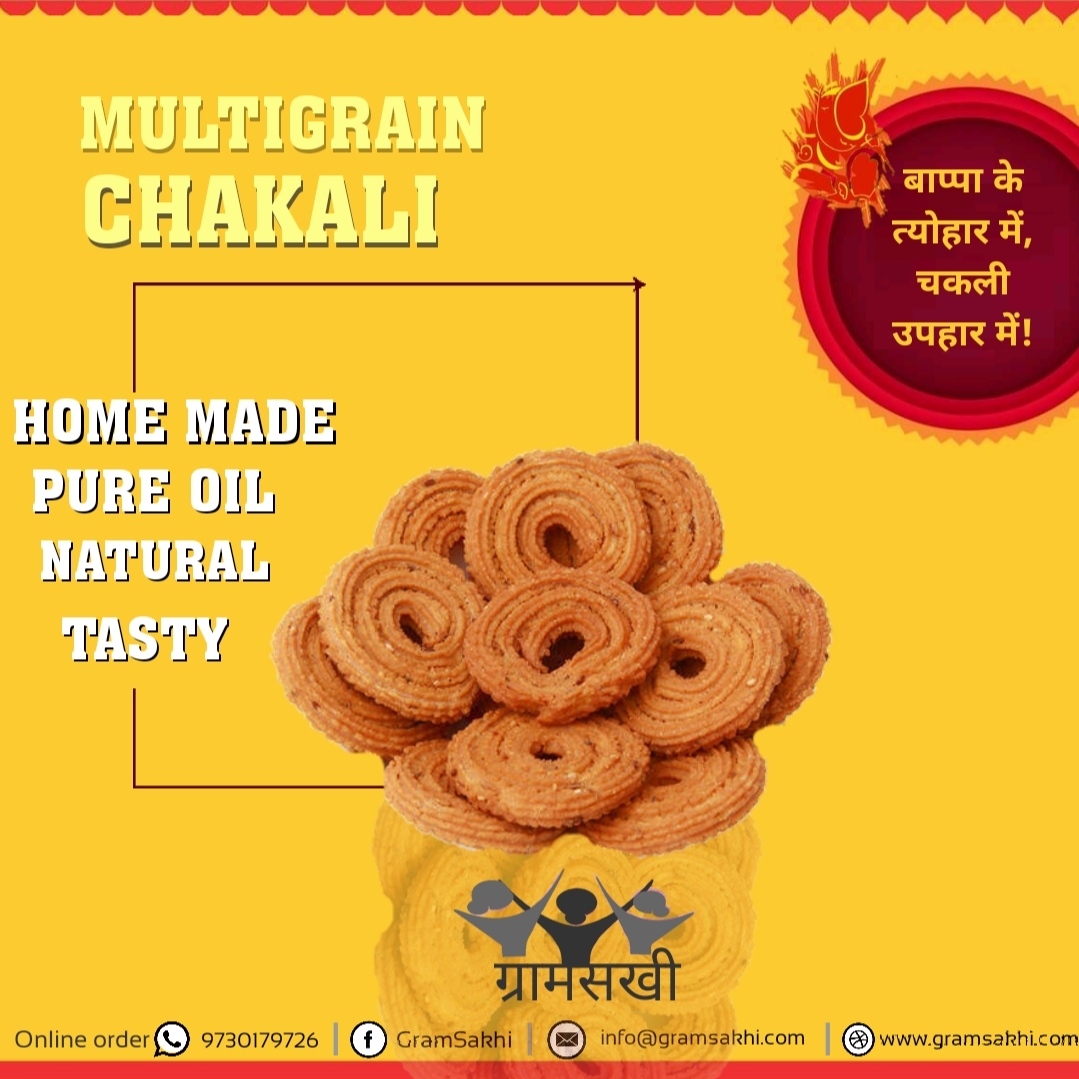 MULTIGRAIN
CHAKALI
बाप्पा के
त्योहार में,
चकली
उपहार में!
HOME MADE
PURE OIL
NATURAL
TASTY
ग्रामसखी
Online order 9730179726 | GramSakhi | info@gramsakhi.com | www.gramsakhi.com